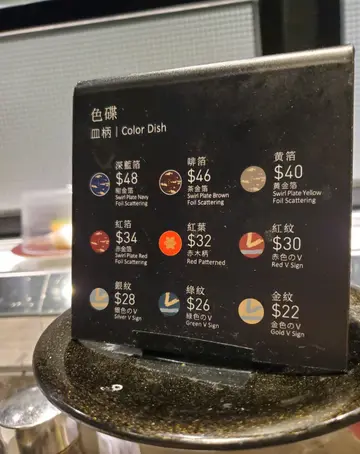 色碟
皿柄 | Color Dish
深藍箔
$48
紺金箔
Swirl Plate Navy
Foil Scattering
啡箔
$46
茶金箔
Swirl Plate Brown
Foil Scattering
黃箔
$40
黄金箔
Swirl Plate Yellow
Foil Scattering
紅箔
$34
赤金箔
Swirl Plate Red
Foil Scattering
紅葉
$32
赤木柄
Red Patterned
紅紋
$30
赤色のV
Red V Sign
銀紋
$28
銀色のV
Silver V Sign
綠紋
$26
緑色のV
Green V Sign
金紋
$22
金色のV
Gold V Sign